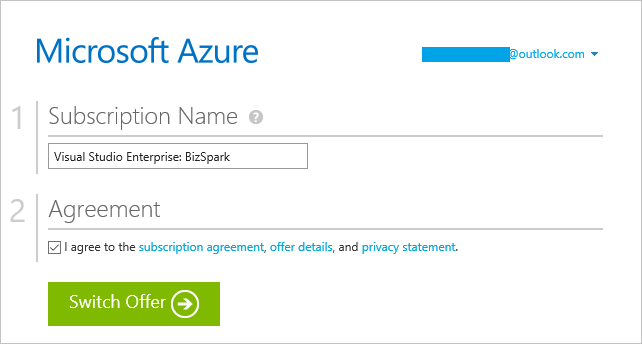 Microsoft Azure
@outlook.com
1 Subscription Name ?
Visual Studio Enterprise: BizSpark
2 Agreement
I agree to the subscription agreement, offer details, and privacy statement.
Switch Offer